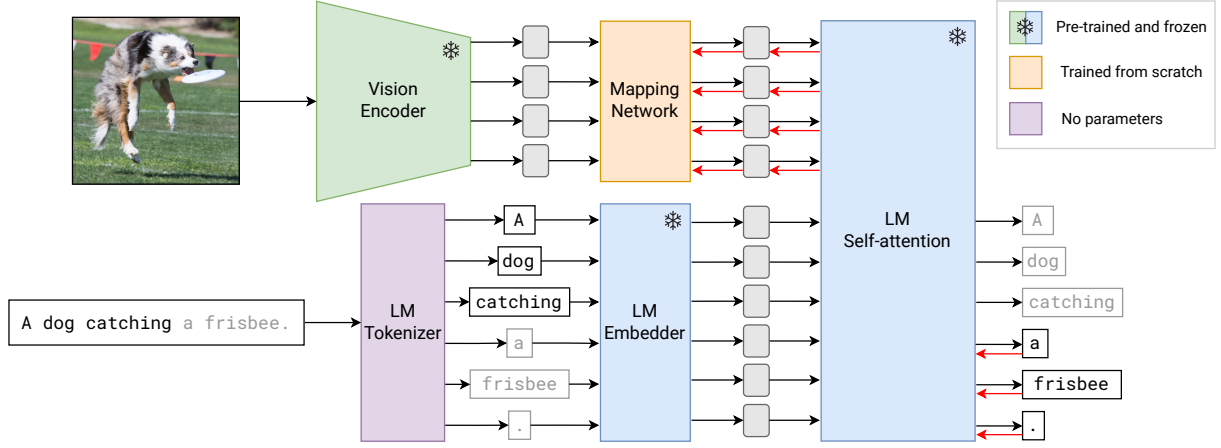 Vision
Encoder
Mapping
Network
LM
Self-attention
Pre-trained and frozen
Trained from scratch
No parameters
A dog catching a frisbee.
LM
Tokenizer
A
dog
catching
a
frisbee
.
LM
Embedder
A
dog
catching
a
frisbee
.